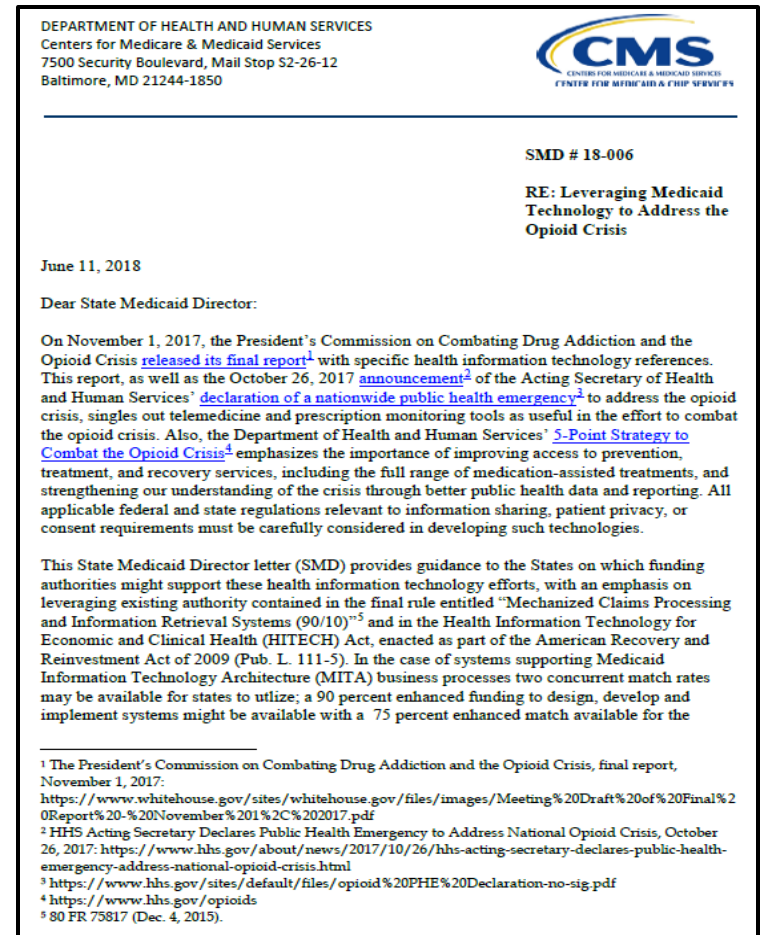 DEPARTMENT OF HEALTH AND HUMAN SERVICES
Centers for Medicare & Medicaid Services
7500 Security Boulevard, Mail Stop S2-26-12
Baltimore, MD 21244-1850
CMS
CENTERS FOR MEDICARE & MEDICAID SERVICES
CENTER FOR MEDICAID & CHIP SERVICES
SMD # 18-006
RE: Leveraging Medicaid
Technology to Address the
Opioid Crisis
June 11, 2018
Dear State Medicaid Director:
On November 1, 2017, the President's Commission on Combating Drug Addiction and the
Opioid Crisis released its final report1 with specific health information technology references.
This report, as well as the October 26, 2017 announcement2 of the Acting Secretary of Health
and Human Services' declaration of a nationwide public health emergency3 to address the opioid
crisis, singles out telemedicine and prescription monitoring tools as useful in the effort to combat
the opioid crisis. Also, the Department of Health and Human Services' 5-Point Strategy to
Combat the Opioid Crisis4 emphasizes the importance of improving access to prevention,
treatment, and recovery services, including the full range of medication-assisted treatments, and
strengthening our understanding of the crisis through better public health data and reporting. All
applicable federal and state regulations relevant to information sharing, patient privacy, or
consent requirements must be carefully considered in developing such technologies.
This State Medicaid Director letter (SMD) provides guidance to the States on which funding
authorities might support these health information technology efforts, with an emphasis on
leveraging existing authority contained in the final rule entitled "Mechanized Claims Processing
and Information Retrieval Systems (90/10)"5 and in the Health Information Technology for
Economic and Clinical Health (HITECH) Act, enacted as part of the American Recovery and
Reinvestment Act of 2009 (Pub. L. 111-5). In the case of systems supporting Medicaid
Information Technology Architecture (MITA) business processes two concurrent match rates
may be available for states to utlize; a 90 percent enhanced funding to design, develop and
implement systems might be available with a 75 percent enhanced match available for the
1 The President's Commission on Combating Drug Addiction and the Opioid Crisis, final report,
November 1, 2017:
https://www.whitehouse.gov/sites/whitehouse.gov/files/images/Meeting%20Draft%20of%20Final%2
0Report%20-%20November%201%2C%202017.pdf
2 HHS Acting Secretary Declares Public Health Emergency to Address National Opioid Crisis, October
26, 2017: https://www.hhs.gov/about/news/2017/10/26/hhs-acting-secretary-declares-public-health-
emergency-address-national-opioid-crisis.html
3 https://www.hhs.gov/sites/default/files/opioid%20PHE%20Declaration-no-sig.pdf
4 https://www.hhs.gov/opioids
5 80 FR 75817 (Dec. 4, 2015).